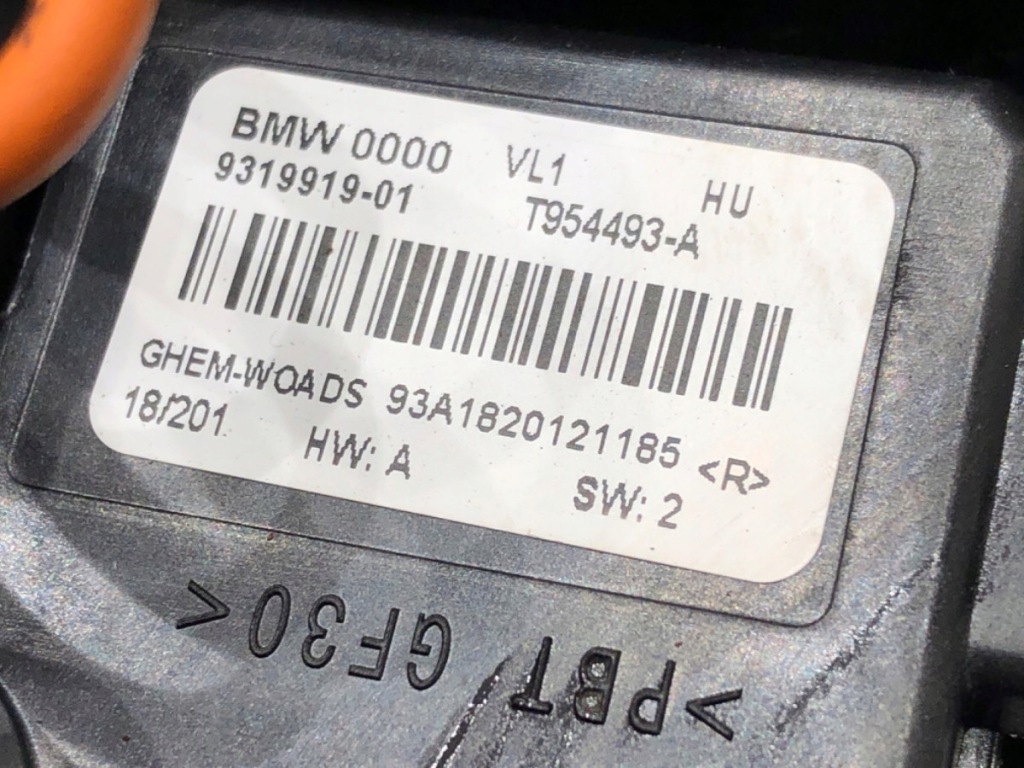 BMW 0000 VL1 HU
9319919-01 T954493-A
GHEM-WOADS 93A1820121185 <R>
18/201 HW: A SW: 2
>PBT GF30<